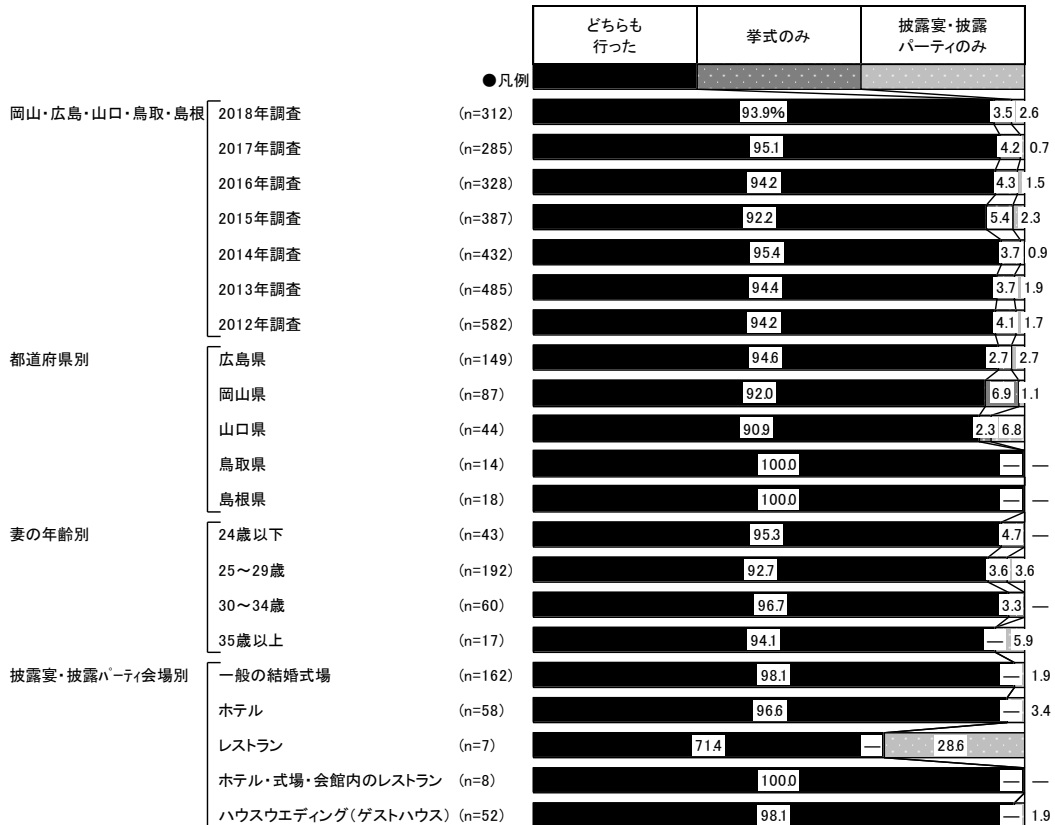 どちらも
行った
挙式のみ
披露宴・披露
パーティのみ
●凡例
岡山・広島・山口・鳥取・島根 2018年調査 (n=312) 93.9% 3.5 2.6
2017年調査 (n=285) 95.1 4.2 0.7
2016年調査 (n=328) 94.2 4.3 1.5
2015年調査 (n=387) 92.2 5.4 2.3
2014年調査 (n=432) 95.4 3.7 0.9
2013年調査 (n=485) 94.4 3.7 1.9
2012年調査 (n=582) 94.2 4.1 1.7
都道府県別 広島県 (n=149) 94.6 2.7 2.7
岡山県 (n=87) 92.0 6.9 1.1
山口県 (n=44) 90.9 2.3 6.8
鳥取県 (n=14) 100.0 — —
島根県 (n=18) 100.0 — —
妻の年齢別 24歳以下 (n=43) 95.3 4.7 —
25〜29歳 (n=192) 92.7 3.6 3.6
30〜34歳 (n=60) 96.7 3.3 —
35歳以上 (n=17) 94.1 — 5.9
披露宴・披露パーティ会場別 一般の結婚式場 (n=162) 98.1 — 1.9
ホテル (n=58) 96.6 — 3.4
レストラン (n=7) 71.4 — 28.6
ホテル・式場・会館内のレストラン (n=8) 100.0 — —
ハウスウエディング(ゲストハウス) (n=52) 98.1 — 1.9